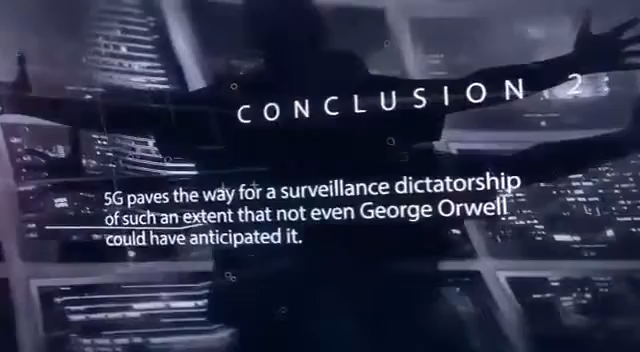 CONCLUSION 2
5G paves the way for a surveillance dictatorship
of such an extent that not even George Orwell
could have anticipated it.